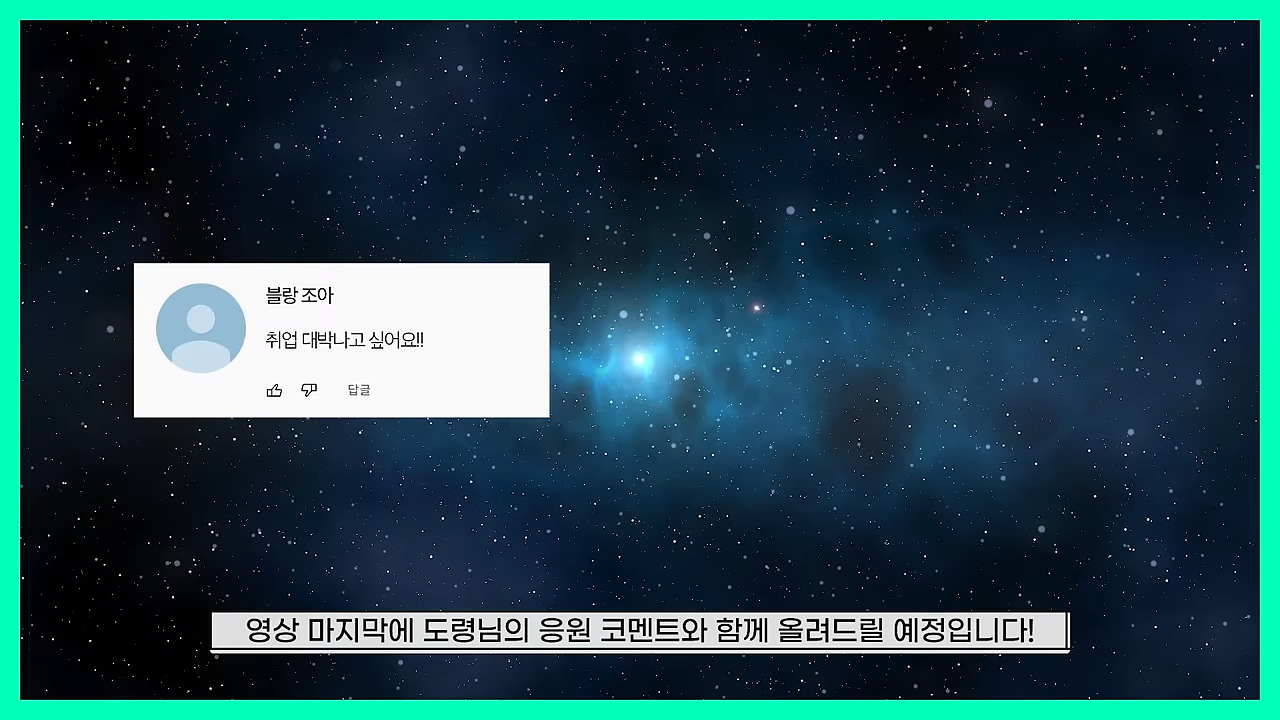 블랑 조아
취업 대박나고 싶어요!!
답글
영상 마지막에 도령님의 응원 코멘트와 함께 올려드릴 예정입니다!